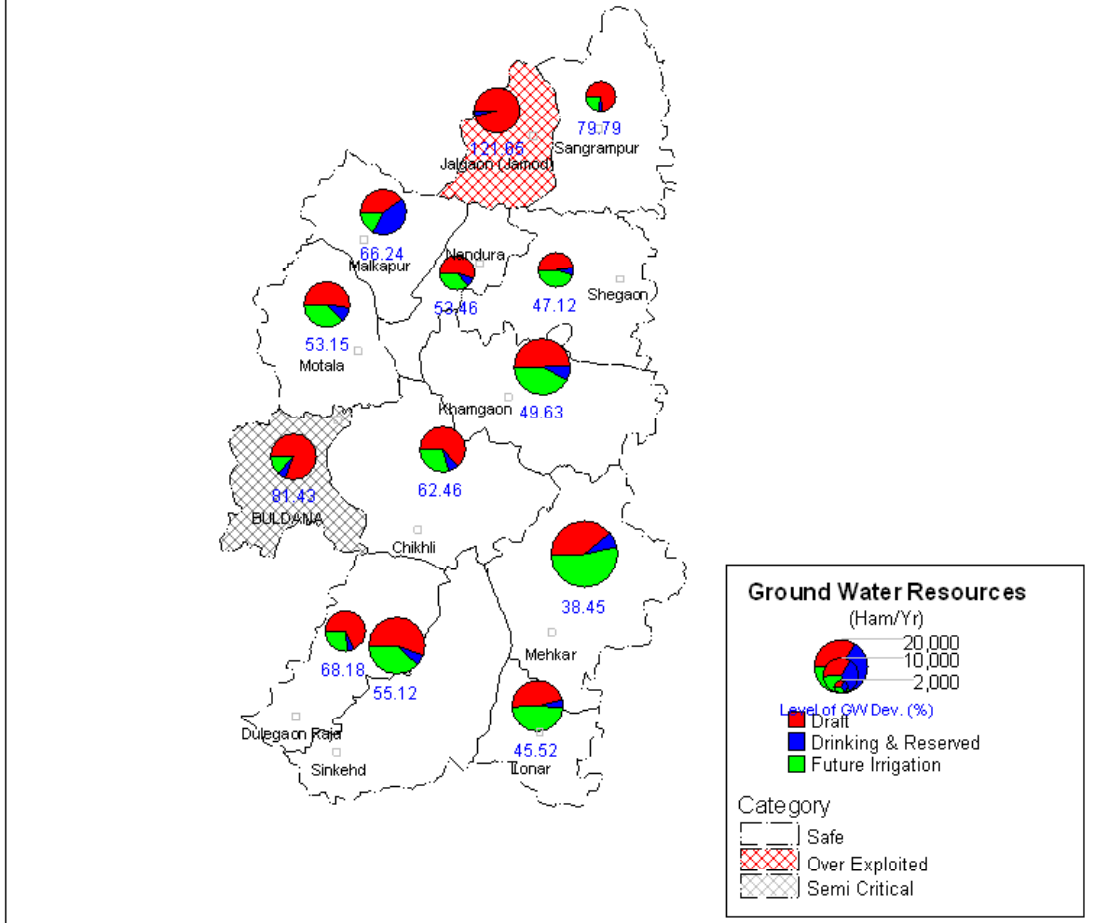 79.79
Sangrampur
121.65
Jalgaon (Jamod)
66.24
Malkapur
Nandura
53.46
47.12
Shegaon
53.15
Motala
Khamgaon 49.63
81.43
BULDANA
62.46
Chikhli
38.45
Mehkar
68.18
55.12
Dulegaon Raja
Sinkehd
45.52
Lonar
Ground Water Resources
(Ham/Yr)
20,000
10,000
2,000
Level of GW Dev. (%)
Draft
Drinking & Reserved
Future Irrigation
Category
Safe
Over Exploited
Semi Critical